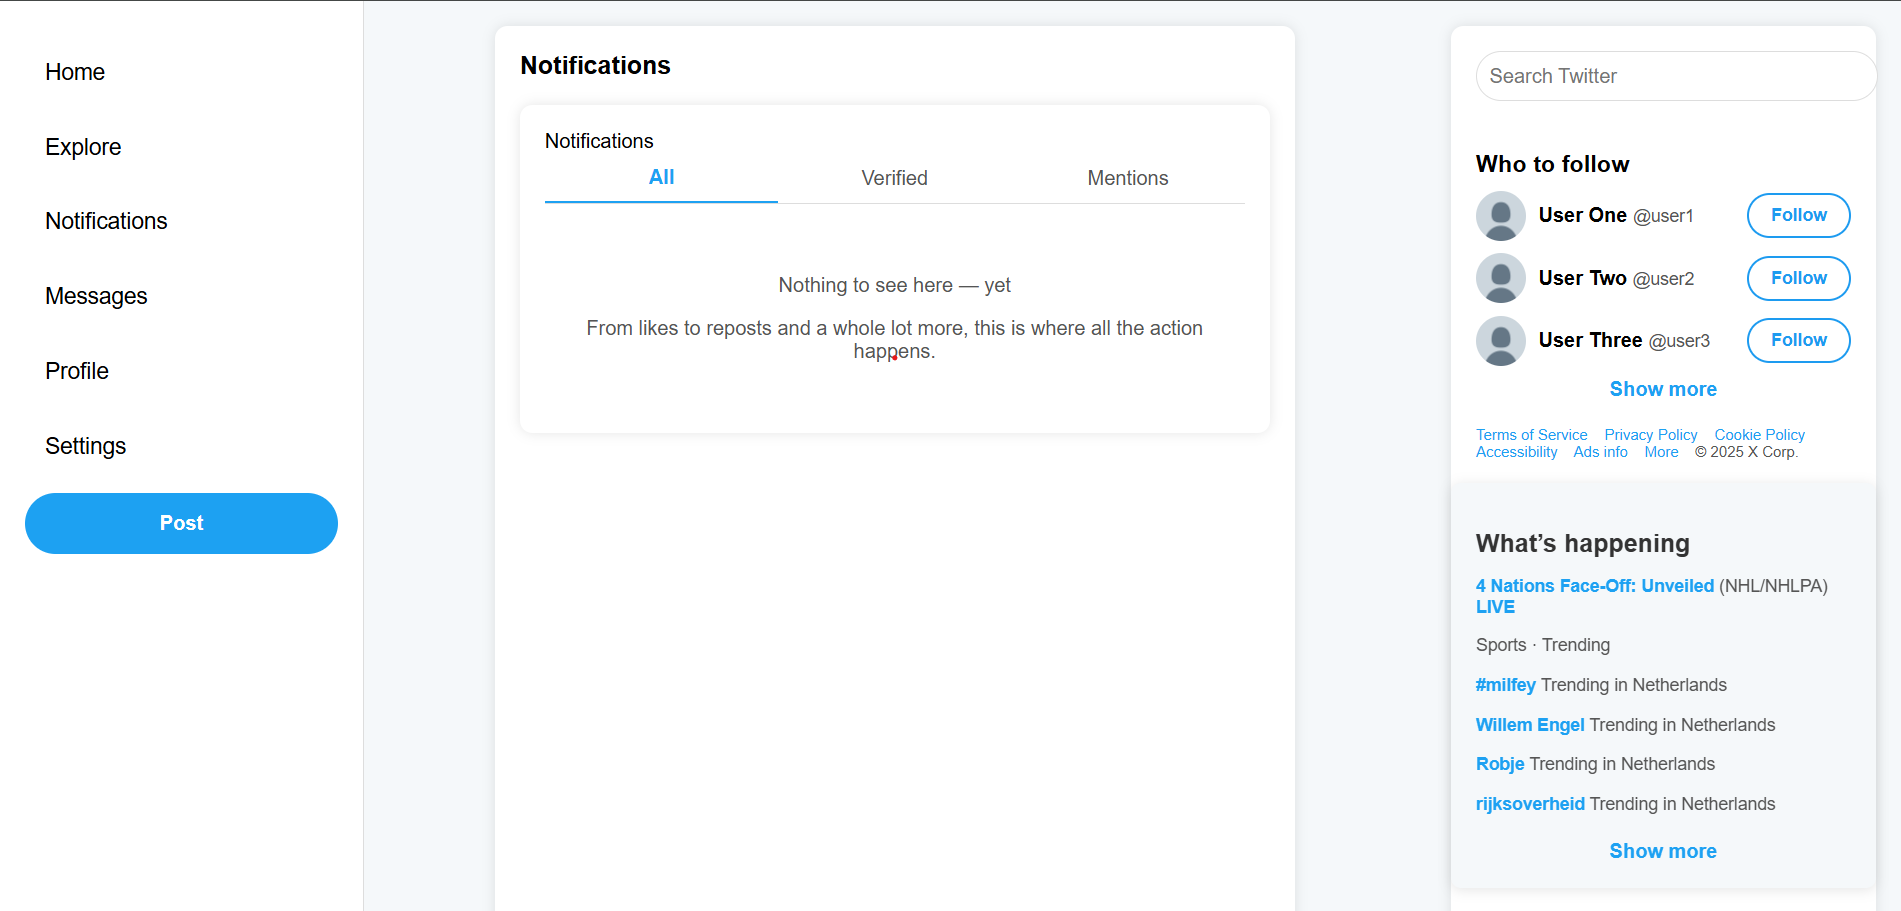 Home
Explore
Notifications
Messages
Profile
Settings
Post
Notifications
Notifications
All Verified Mentions
Nothing to see here — yet
From likes to reposts and a whole lot more, this is where all the action
happens.
Search Twitter
Who to follow
User One @user1 Follow
User Two @user2 Follow
User Three @user3 Follow
Show more
Terms of Service Privacy Policy Cookie Policy
Accessibility Ads info More © 2025 X Corp.
What’s happening
4 Nations Face-Off: Unveiled (NHL/NHLPA)
LIVE
Sports · Trending
#milfey Trending in Netherlands
Willem Engel Trending in Netherlands
Robje Trending in Netherlands
rijksoverheid Trending in Netherlands
Show more